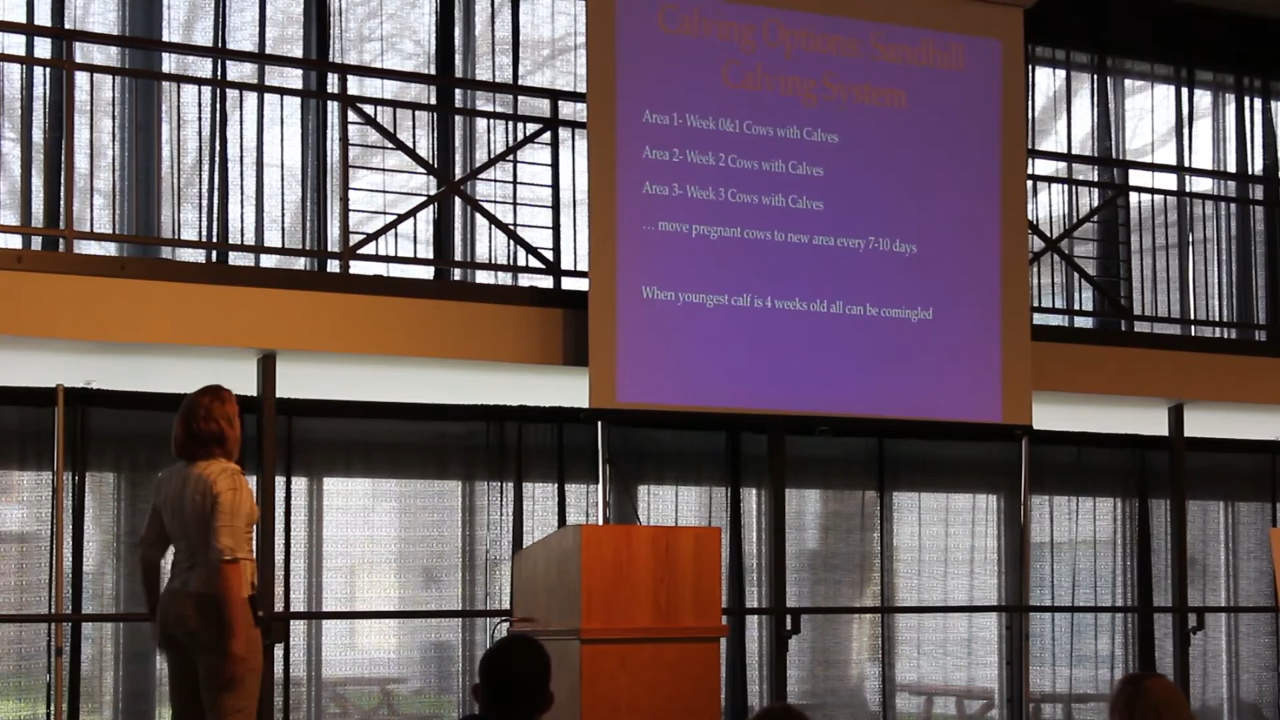 Calving Options: Sandhill
Calving System
Area 1- Week 0&1 Cows with Calves
Area 2- Week 2 Cows with Calves
Area 3- Week 3 Cows with Calves
... move pregnant cows to new area every 7-10 days
When youngest calf is 4 weeks old all can be comingled